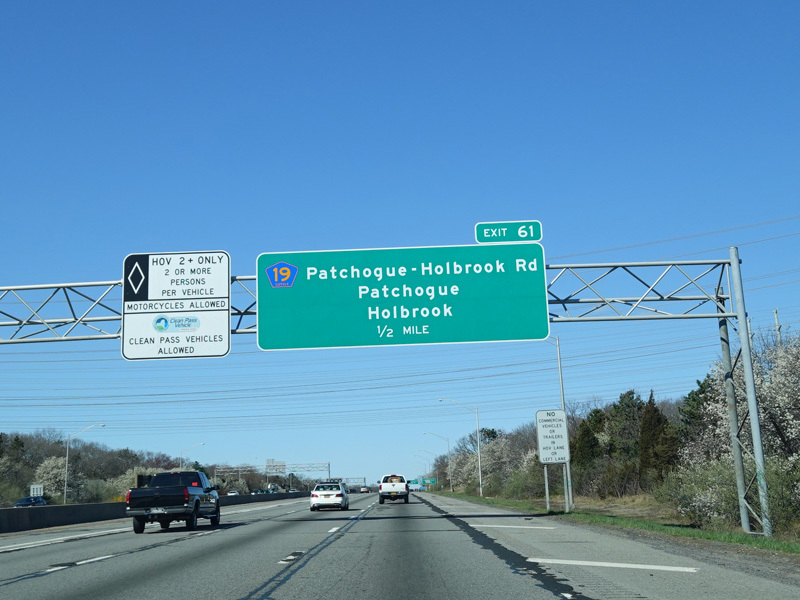 EXIT 61
HOV 2+ ONLY
2 OR MORE
PERSONS
PER VEHICLE
MOTORCYCLES ALLOWED
Clean Pass Vehicle
CLEAN PASS VEHICLES
ALLOWED
19
Patchogue-Holbrook Rd
Patchogue
Holbrook
1/2 MILE
NO
COMMERCIAL
VEHICLES
OR
TRAILERS
IN
HOV LANE
OR
LEFT LANE